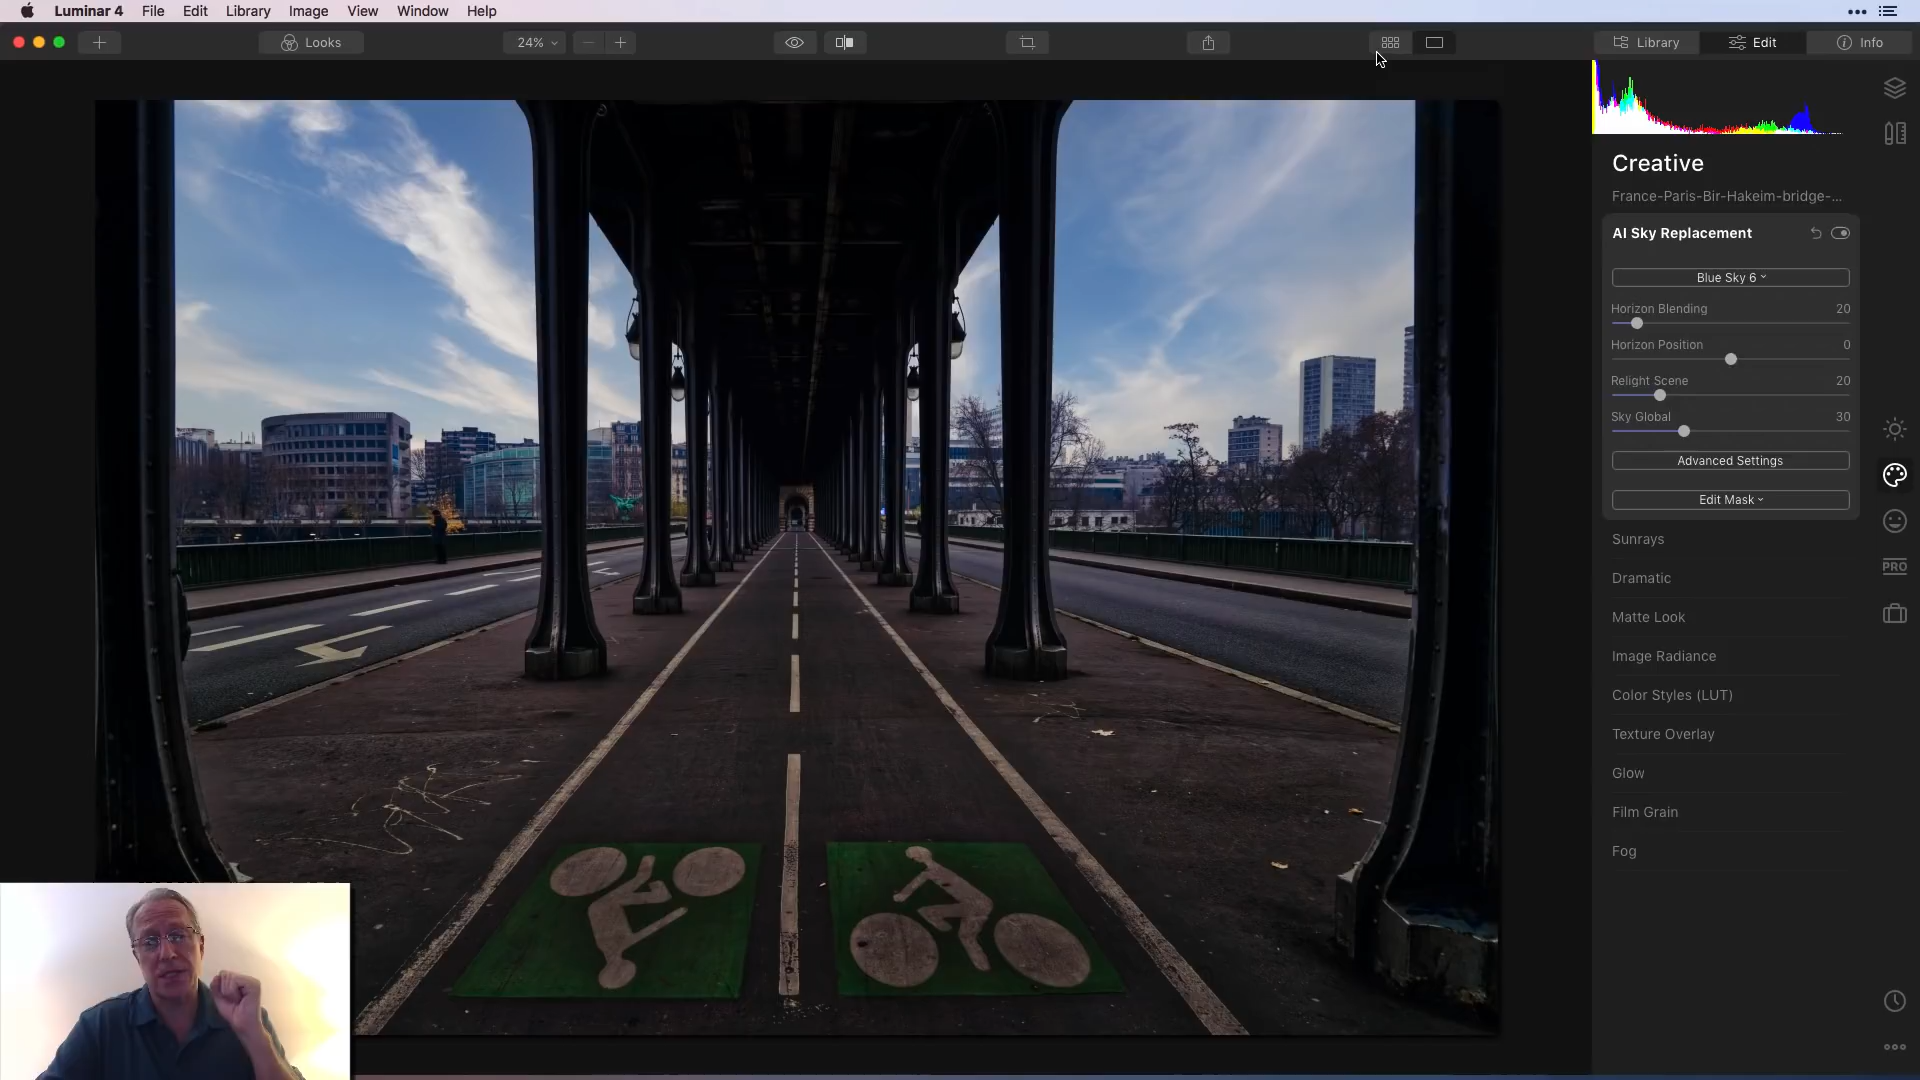 Luminar 4 File Edit Library Image View Window Help
Looks 24% Library Edit Info
Creative
France-Paris-Bir-Hakeim-bridge-...
AI Sky Replacement
Blue Sky 6
Horizon Blending 20
Horizon Position 0
Relight Scene 20
Sky Global 30
Advanced Settings
Edit Mask
Sunrays
Dramatic
Matte Look
Image Radiance
Color Styles (LUT)
Texture Overlay
Glow
Film Grain
Fog
PRO